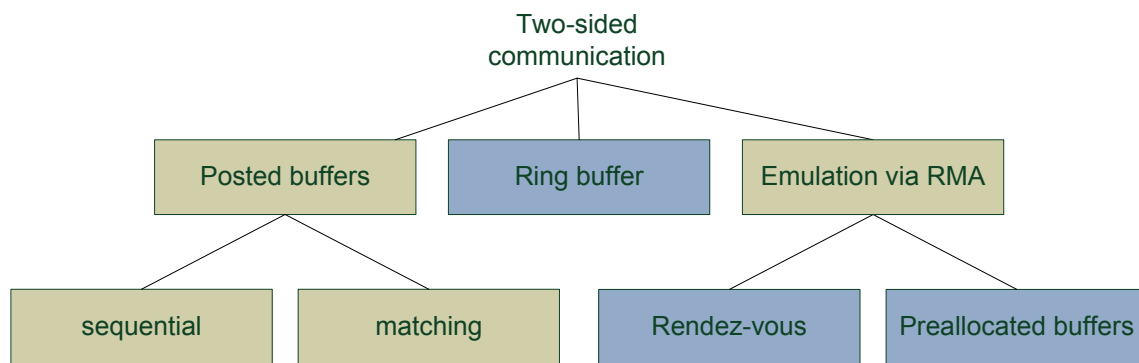 Two-sided
communication
Posted buffers
Ring buffer
Emulation via RMA
sequential
matching
Rendez-vous
Preallocated buffers